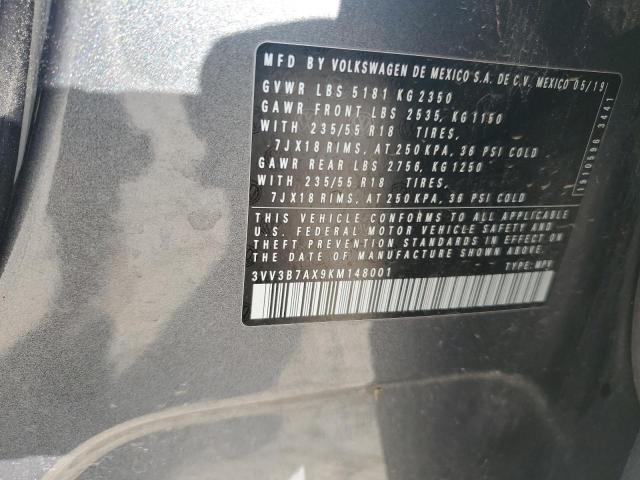 MFD BY VOLKSWAGEN DE MEXICO S.A. DE C.V. MEXICO 05/19
GVWR LBS 5181 KG 2350
GAWR FRONT LBS 2535, KG 1150
WITH 235/55 R18 TIRES,
7JX18 RIMS, AT 250 KPA, 36 PSI COLD
GAWR REAR LBS 2756, KG 1250
WITH 235/55 R18 TIRES,
7JX18 RIMS, AT 250 KPA, 36 PSI COLD
THIS VEHICLE CONFORMS TO ALL APPLICABLE
U.S. FEDERAL MOTOR VEHICLE SAFETY AND
THEFT PREVENTION STANDARDS IN EFFECT ON
THE DATE OF MANUFACTURE SHOWN ABOVE.
3VV3B7AX9KM148001 TYPE: MPV
3441